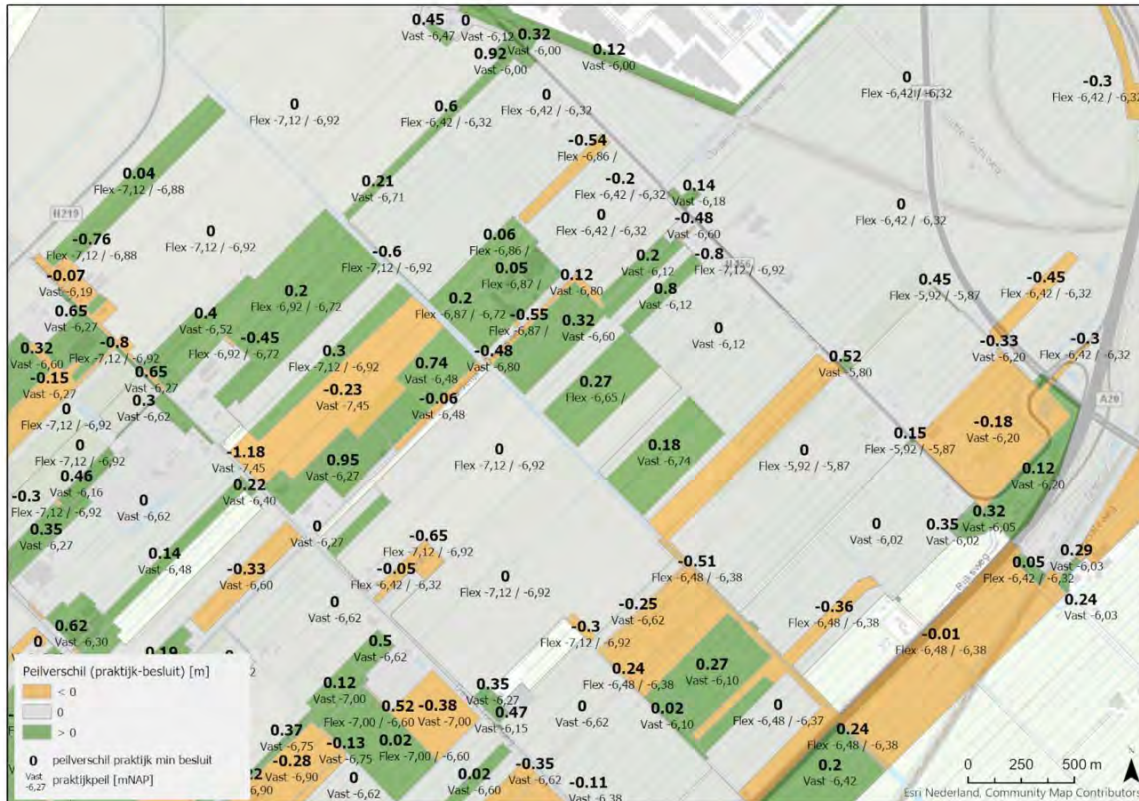 0.45
Vast -6,47
0
Vast -6,12
0.32
Vast -6,00
0.92
Vast -6,00
0.12
Vast -6,00
0
Flex -6,42 / -6,32
-0.3
Flex -6,42 / -6,32
0
Flex -7,12 / -6,92
0.6
Flex -6,42 / -6,32
0
Flex -6,42 / -6,32
-0.54
Flex -6,86 /
0.04
Flex -7,12 / -6,88
0.21
Vast -6,71
-0.2
Flex -6,42 / -6,32
0.14
Vast -6,18
N219
-0.76
Flex -7,12 / -6,88
0
Flex -7,12 / -6,92
-0.6
Flex -7,12 / -6,92
0.06
Flex -6,86 /
0
Flex -6,42 / -6,32
-0.48
Vast -6,60
0
Flex -6,42 / -6,32
-0.07
Vast -6,19
0.2
Flex -6,92 / -6,72
0.05
Flex -6,87 /
0.12
Vast -6,80
0.2
Vast -6,12
-0.8
Flex -7,12 / -6,92
0.65
Vast -6,27
0.4
Vast -6,52
0.2
Flex -6,87 / -6,72
0.8
Vast -6,12
0.45
Flex -5,92 / -5,87
-0.45
Flex -6,42 / -6,32
0.32
Vast -6,60
-0.8
Flex -7,12 / -6,92
-0.45
Flex -6,92 / -6,72
-0.55
Flex -6,87 /
0.32
Vast -6,60
0
Vast -6,12
-0.33
Vast -6,20
-0.3
Flex -6,42 / -6,32
-0.15
Vast -6,27
0.65
Vast -6,27
0.3
Flex -7,12 / -6,92
0.74
Vast -6,48
-0.48
Vast -6,80
0.52
Vast -5,80
0
Flex -7,12 / -6,92
0.3
Vast -6,62
-0.23
Vast -7,45
-0.06
Vast -6,48
0.27
Flex -6,65 /
A20
-0.18
Vast -6,20
0
Flex -7,12 / -6,92
-1.18
Vast -7,45
0.95
Vast -6,27
0
Flex -7,12 / -6,92
0.18
Vast -6,74
0
Flex -5,92 / -5,87
0.15
Flex -5,92 / -5,87
0.12
Vast -6,20
0.46
Vast -6,16
-0.3
Flex -7,12 / -6,92
0
Vast -6,62
0.22
Vast -6,40
0.35
Vast -6,27
0
Vast -6,27
0
Vast -6,02
0.35
Vast -6,02
0.32
Vast -6,05
0.14
Vast -6,48
-0.33
Vast -6,60
-0.65
Flex -7,12 / -6,92
-0.05
Flex -6,42 / -6,32
0
Flex -7,12 / -6,92
-0.51
Flex -6,48 / -6,38
Rijksweg
0.05
Flex -6,42 / -6,32
0.29
Vast -6,03
0.24
Vast -6,03
0.62
Vast -6,30
0
Vast -6,62
-0.25
Vast -6,62
-0.36
Flex -6,48 / -6,38
-0.3
Flex -7,12 / -6,92
-0.01
Flex -6,48 / -6,38
0
0.19
0.5
Vast -6,62
0.24
Flex -6,48 / -6,38
0.27
Vast -6,10
0.12
Vast -7,00
0.35
Vast -6,27
0.52
Flex -7,00 / -6,60
-0.38
Vast -7,00
0.47
Vast -6,15
0
Vast -6,62
0.02
Vast -6,10
0
Flex -6,48 / -6,37
0.37
Vast -6,75
-0.13
Vast -6,75
0.02
Flex -7,00 / -6,60
0.24
Flex -6,48 / -6,38
-0.28
Vast -6,90
0
Vast -6,62
0.02
Vast -6,60
-0.35
Vast -6,62
-0.11
Vast -6,38
0.2
Vast -6,42
Peilverschil (praktijk-besluit) [m]
< 0
0
> 0
0 peilverschil praktijk min besluit
Vast -6,27 praktijkpeil [mNAP]
0 250 500 m
N
Esri Nederland, Community Map Contributors